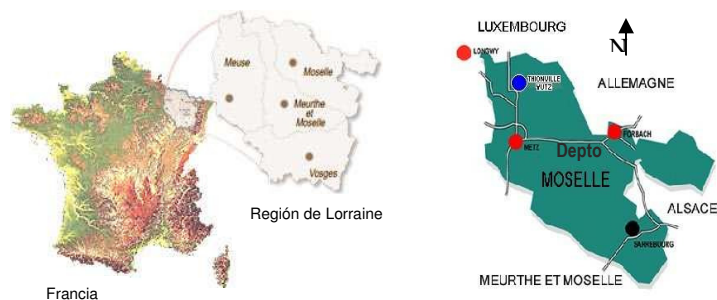 Meuse
Moselle
Meurthe
et
Moselle
Vosges
Región de Lorraine
Francia
LUXEMBOURG
N
LONGWY
THIONVILLE
YUTZ
ALLEMAGNE
METZ
FORBACH
Depto
MOSELLE
ALSACE
SARREBOURG
MEURTHE ET MOSELLE